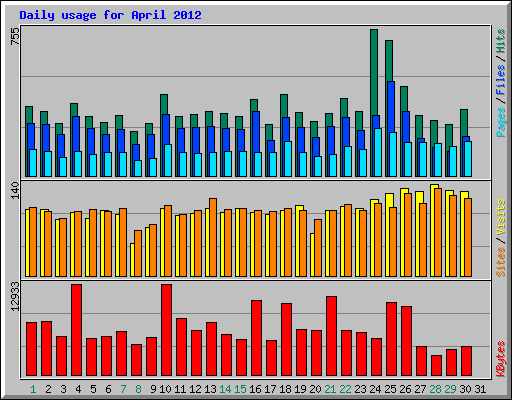 Daily usage for April 2012
755
Pages / Files / Hits
140
Sites / Visits
12933
KBytes
1 2 3 4 5 6 7 8 9 10 11 12 13 14 15 16 17 18 19 20 21 22 23 24 25 26 27 28 29 30 31